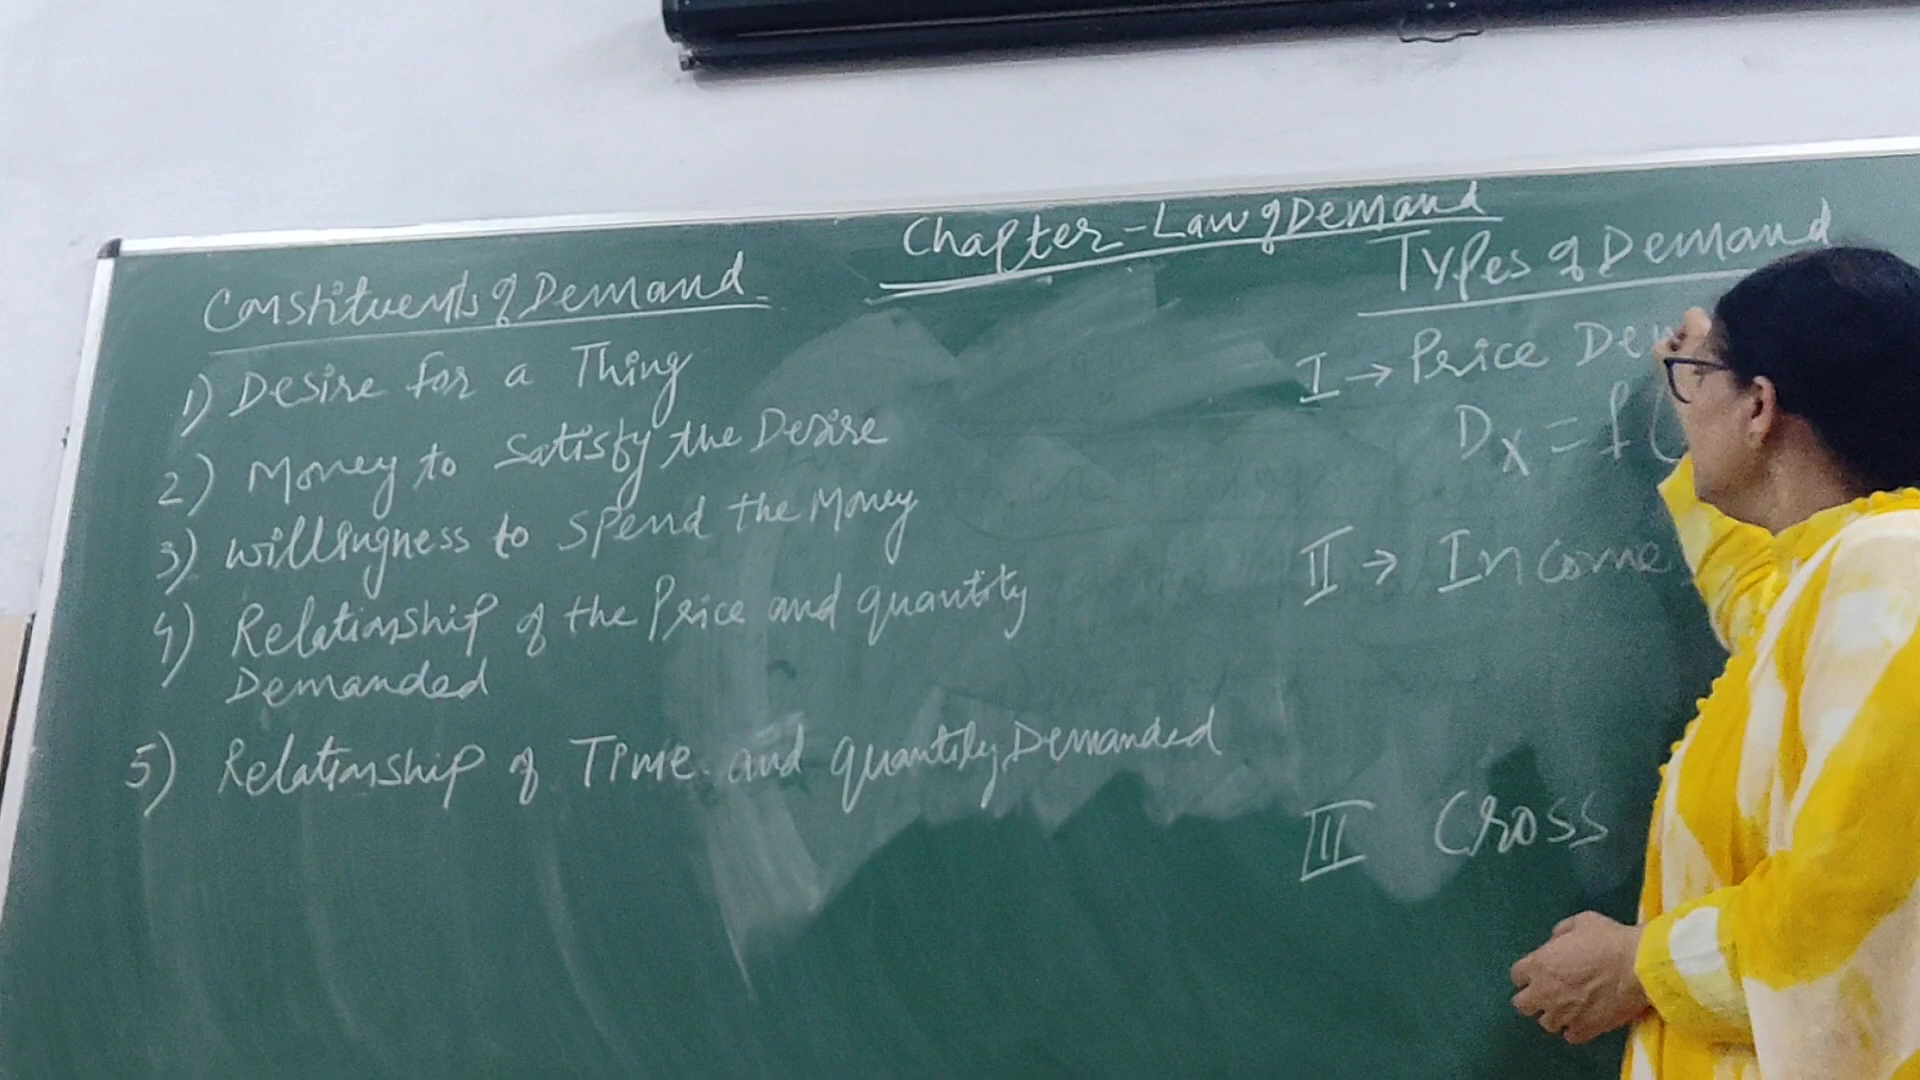 Chapter - Law of Demand
Constituents of Demand
1) Desire for a Thing
2) Money to Satisfy the Desire
3) Willingness to Spend the Money
4) Relationship of the Price and quantity
Demanded
5) Relationship of Time and quantity Demanded
Types of Demand
I → Price Dem
Dx = f(
II → Income
III Cross